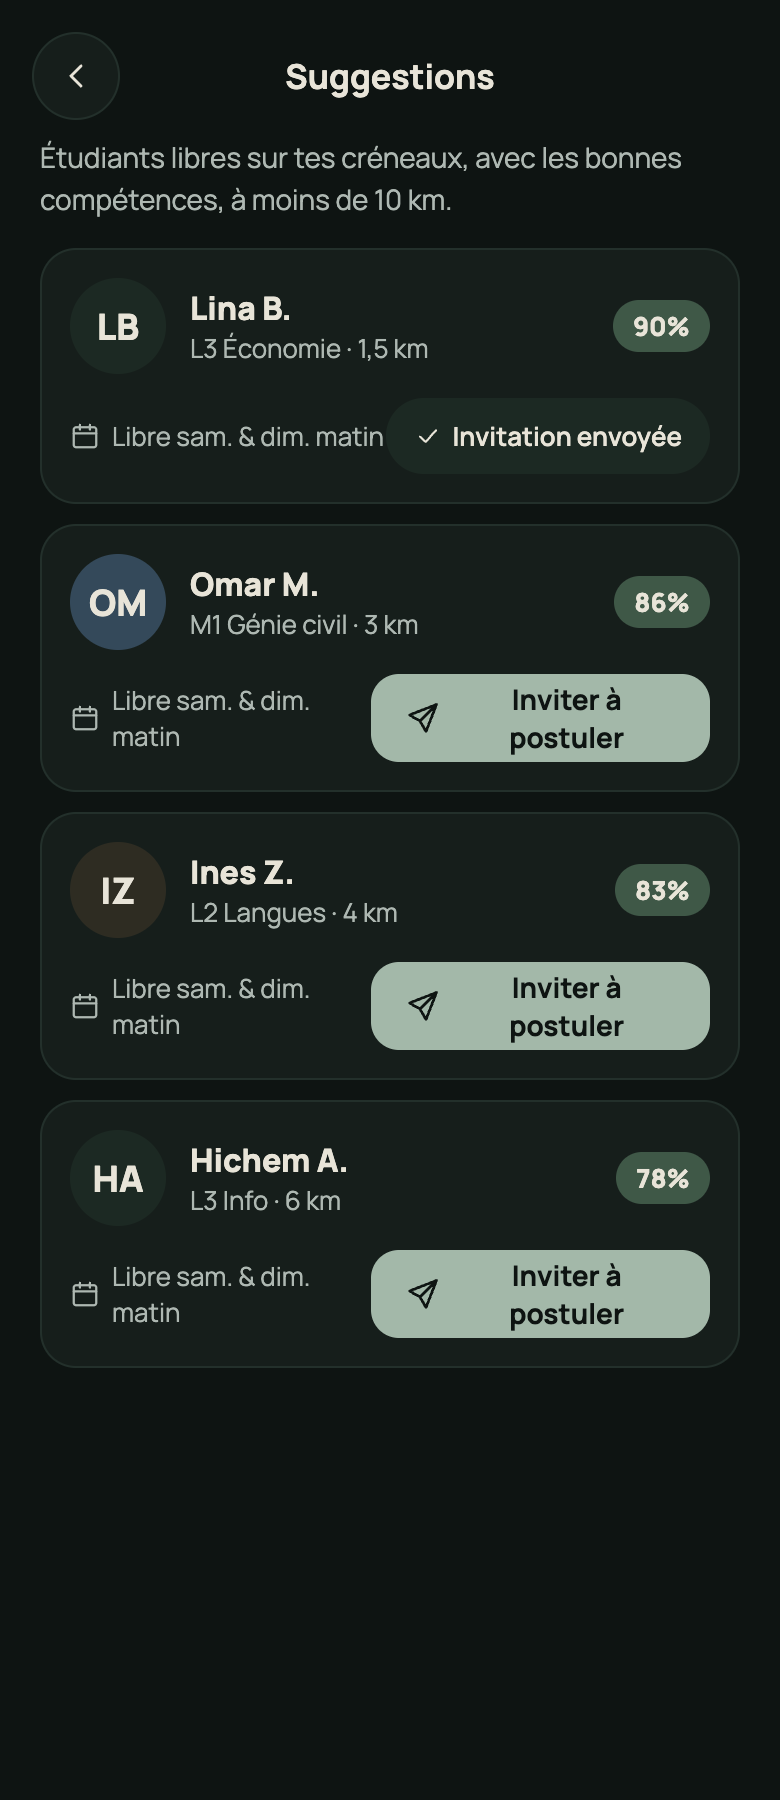 Suggestions
Étudiants libres sur tes créneaux, avec les bonnes
compétences, à moins de 10 km.
LB
Lina B.
L3 Économie · 1,5 km
90%
Libre sam. & dim. matin
Invitation envoyée
OM
Omar M.
M1 Génie civil · 3 km
86%
Libre sam. & dim.
matin
Inviter à
postuler
IZ
Ines Z.
L2 Langues · 4 km
83%
Libre sam. & dim.
matin
Inviter à
postuler
HA
Hichem A.
L3 Info · 6 km
78%
Libre sam. & dim.
matin
Inviter à
postuler